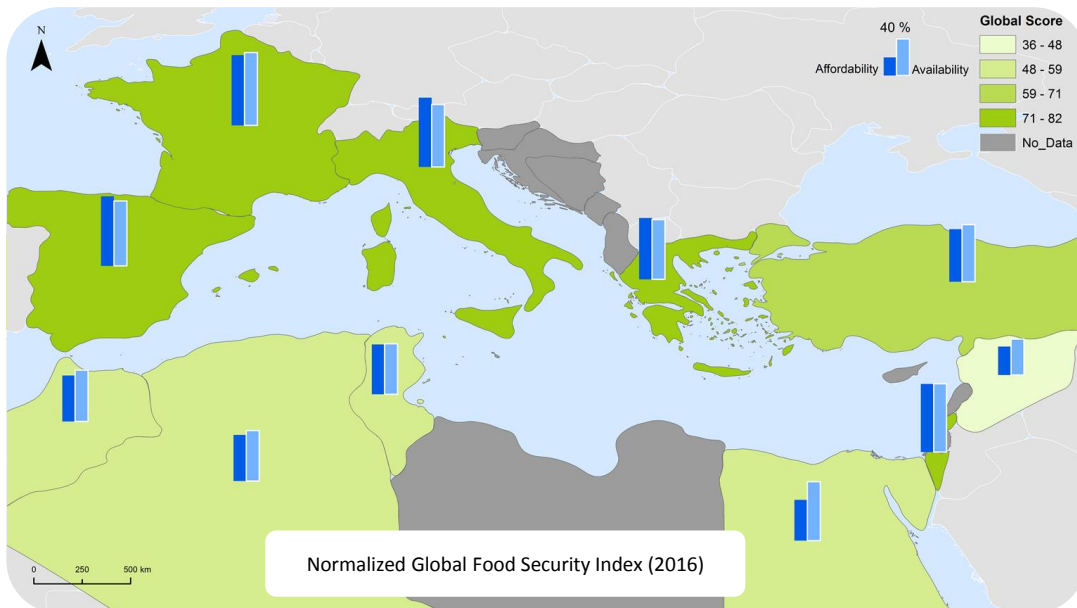 N
Global Score
40 %
Affordability
Availability
36 - 48
48 - 59
59 - 71
71 - 82
No_Data
Normalized Global Food Security Index (2016)
0 250 500 km